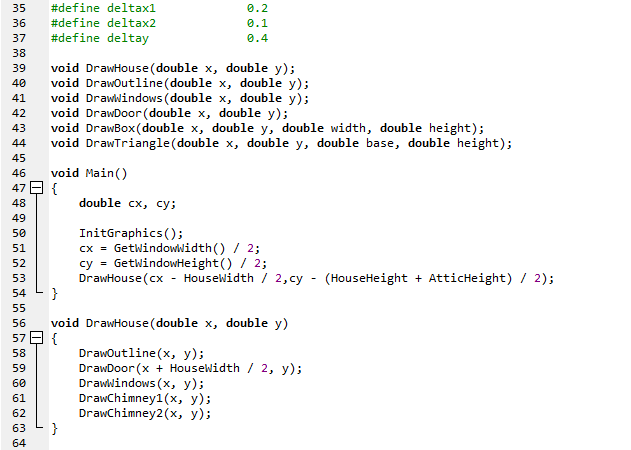 35 #define deltax1 0.2
36 #define deltax2 0.1
37 #define deltay 0.4
38
39 void DrawHouse(double x, double y);
40 void DrawOutline(double x, double y);
41 void DrawWindows(double x, double y);
42 void DrawDoor(double x, double y);
43 void DrawBox(double x, double y, double width, double height);
44 void DrawTriangle(double x, double y, double base, double height);
45
46 void Main()
47 {
48 double cx, cy;
49
50 InitGraphics();
51 cx = GetWindowWidth() / 2;
52 cy = GetWindowHeight() / 2;
53 DrawHouse(cx - HouseWidth / 2,cy - (HouseHeight + AtticHeight) / 2);
54 }
55
56 void DrawHouse(double x, double y)
57 {
58 DrawOutline(x, y);
59 DrawDoor(x + HouseWidth / 2, y);
60 DrawWindows(x, y);
61 DrawChimney1(x, y);
62 DrawChimney2(x, y);
63 }
64